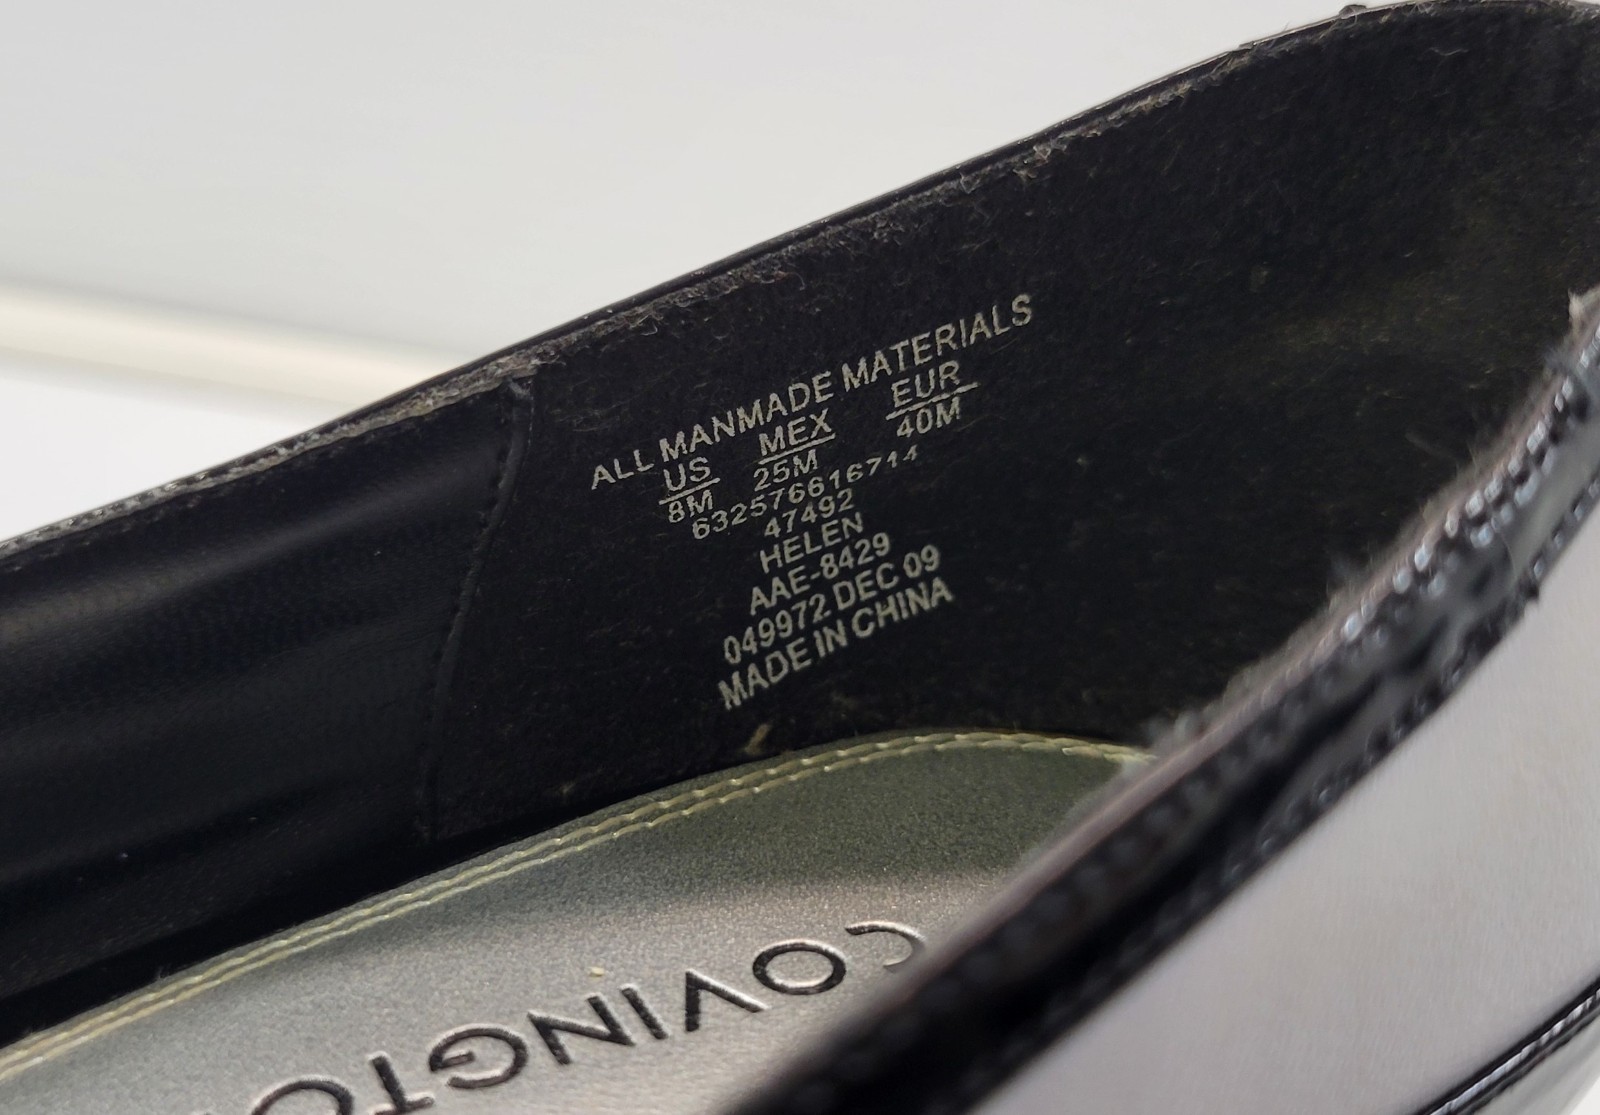 ALL MANMADE MATERIALS
US MEX EUR
8M 25M 40M
632576616714
47492
HELEN
AAE-8429
049972 DEC 09
MADE IN CHINA
COVINGTO